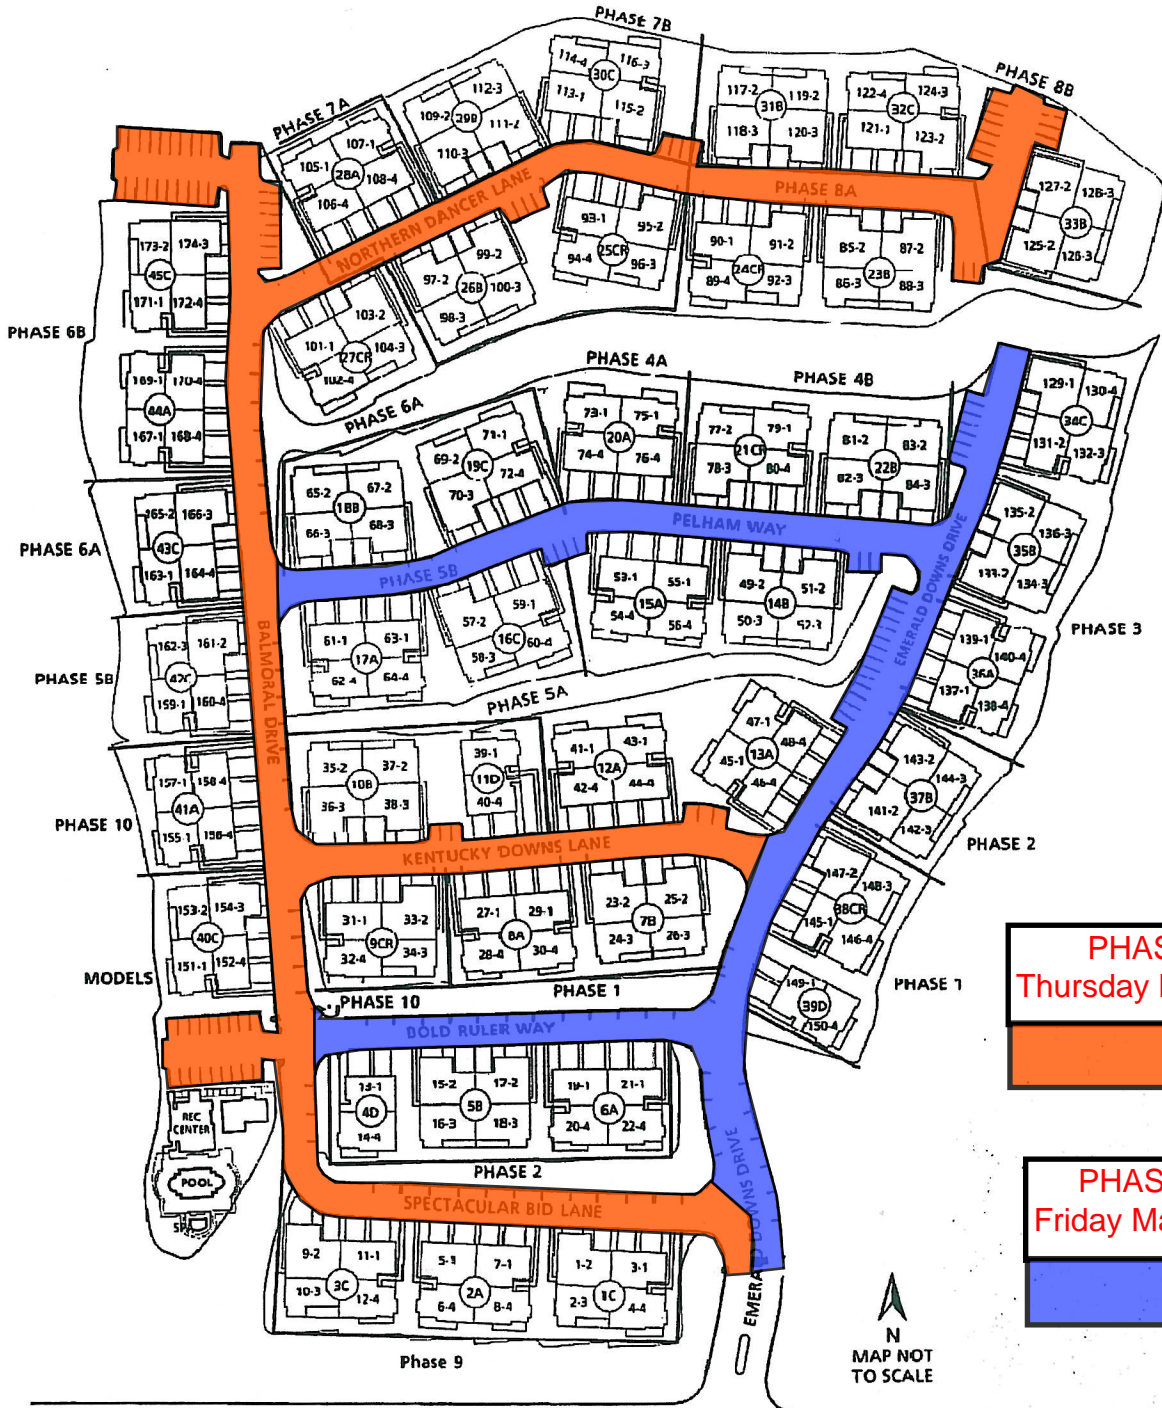 PHASE 7B
PHASE 8B
PHASE 7A
114-4 116-3
30C
113-1 115-2
112-3
109-2 29B
111-2
110-3
117-2 119-2
31B
118-3 120-3
122-4 124-3
32C
121-1 123-2
107-1
105-1
28A
108-4
106-4
NORTHERN DANCER LANE
PHASE 8A
127-2 128-3
33B
125-2
126-3
173-2 174-3
45C
171-1 172-4
93-1 95-2
25CR
94-4 96-3
90-1 91-2
24CR
89-4 92-3
85-2 87-2
23B
86-3 88-3
99-2
97-2
26B 100-3
98-3
103-2
101-1
27CR 104-3
102-4
PHASE 6B
PHASE 4A
PHASE 4B
PHASE 6A
169-1 170-4
44A
167-1 168-4
129-1 130-4
34C
131-2 132-3
73-1 75-1
20A
74-4 76-4
77-2 79-1
21CR
78-3 80-4
81-2 83-2
22B
82-3 84-3
71-1
69-2 19C
72-4
70-3
65-2 67-2
18B
66-3 68-3
PHASE 6A
165-2 166-3
43C
163-1 164-4
PELHAM WAY
PHASE 5B
EMERALD DOWNS DRIVE
135-2
136-3
35B
133-2
134-3
53-1 55-1
15A
54-4 56-4
49-2 51-2
14B
50-3 52-3
59-1
57-2
16C 60-4
58-3
61-1 63-1
17A
62-4 64-4
PHASE 3
139-1
140-4
36A
137-1
138-4
PHASE 5B
162-3 161-2
42C
159-1 160-4
BALMORAL DRIVE
PHASE 5A
47-1
48-4
45-1 13A
46-4
41-1 43-1
12A
42-4 44-4
39-1
11D
40-4
35-2 37-2
10B
36-3 38-3
143-2
144-3
37B
141-2
142-3
PHASE 10
157-1 158-4
41A
155-1 156-4
PHASE 2
KENTUCKY DOWNS LANE
147-2
148-3
38CR
145-1
146-4
23-2 25-2
7B
24-3 26-3
27-1 29-1
8A
28-4 30-4
31-1 33-2
9CR
32-4 34-3
153-2 154-3
40C
151-1 152-4
MODELS
PHASE 1
PHASE 1
PHASE 10
149-1
39D
150-4
BOLD RULER WAY
13-1
4D
14-4
15-2 17-2
5B
16-3 18-3
19-1 21-1
6A
20-4 22-4
PHASE 2
REC
CENTER
POOL
SPA
SPECTACULAR BID LANE
EMERALD DOWNS DRIVE
9-2 11-1
3C
10-3 12-4
5-1 7-1
2A
6-4 8-4
1-2 3-1
1C
2-3 4-4
Phase 9
N
MAP NOT
TO SCALE
PHAS
Thursday
PHAS
Friday Ma